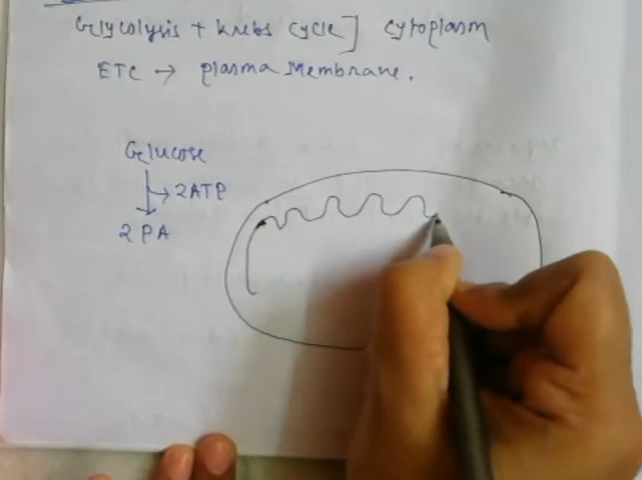 Glycolysis + Krebs cycle] cytoplasm
ETC → plasma Membrane.
Glucose
→ 2ATP
2 PA